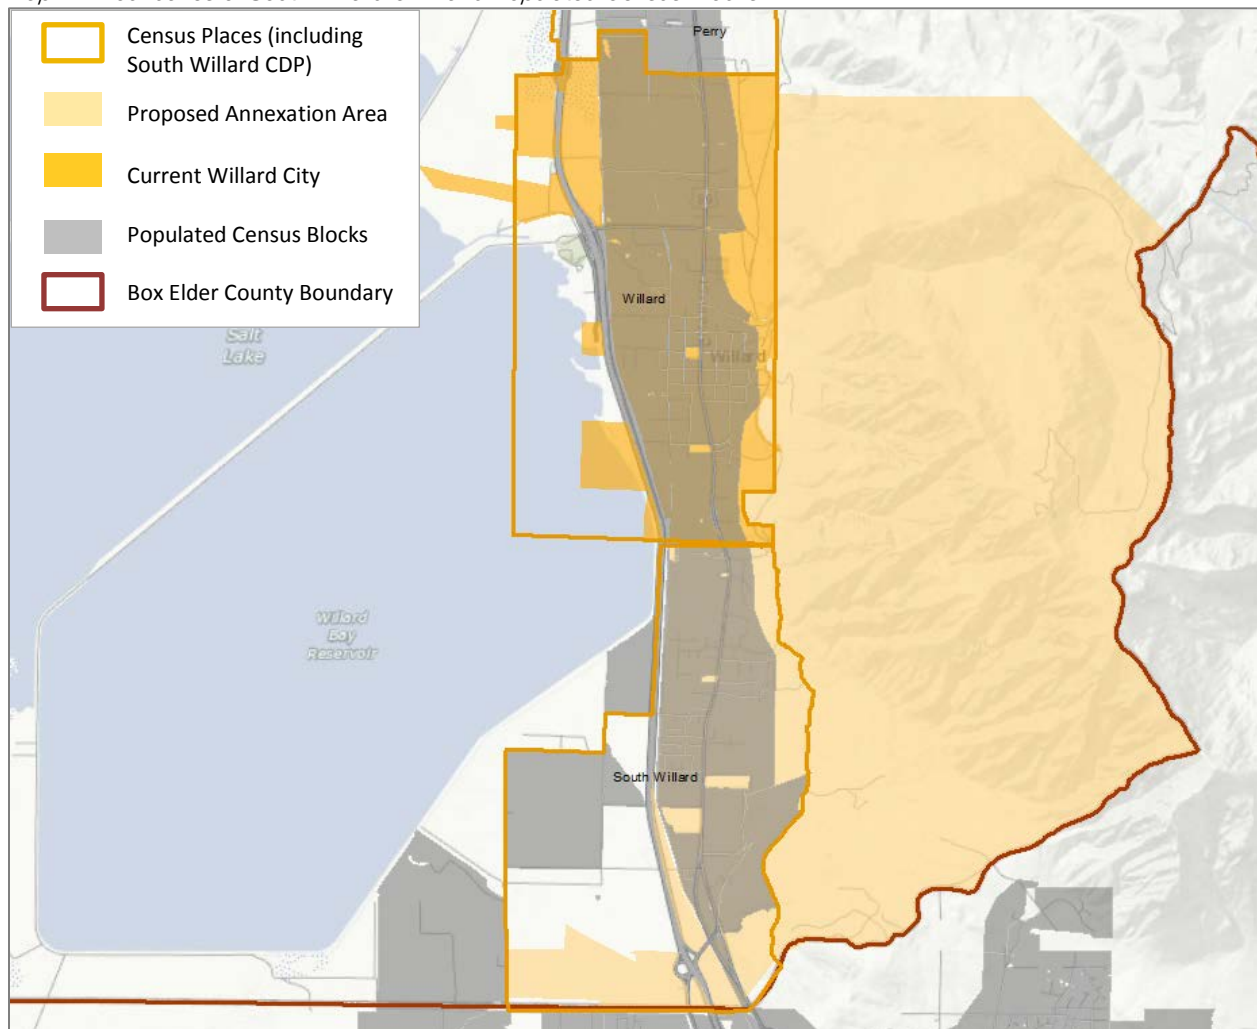 Census Places (including
South Willard CDP)
Proposed Annexation Area
Current Willard City
Populated Census Blocks
Box Elder County Boundary
Perry
Willard
Willard
Salt
Lake
Willard
Bay
Reservoir
South Willard